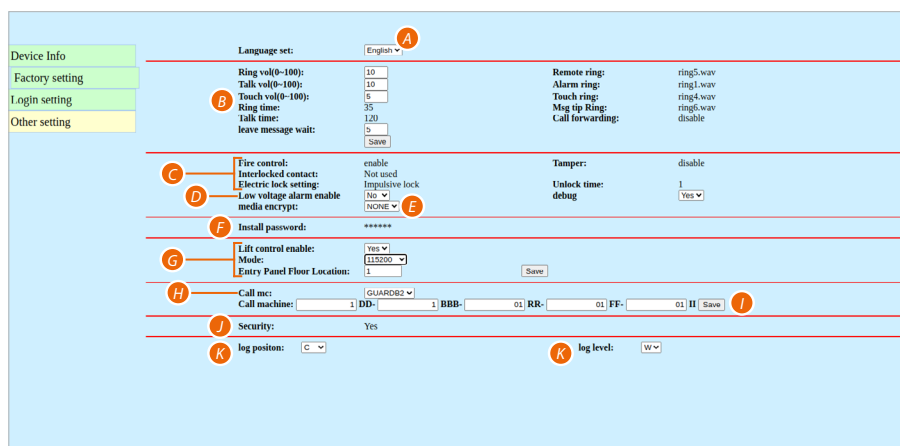 A
Language set: English
Device Info
Factory setting
Login setting
Other setting
Ring vol(0~100): 10 Remote ring: ring5.wav
Talk vol(0~100): 10 Alarm ring: ring1.wav
B Touch vol(0~100): 5 Touch ring: ring4.wav
Ring time: 35 Msg tip Ring: ring6.wav
Talk time: 120 Call forwarding: disable
leave message wait: 5
Save
Fire control: enable Tamper: disable
C Interlocked contact: Not used
Electric lock setting: Impulsive lock Unlock time: 1
D Low voltage alarm enable No debug Yes
media encrypt: NONE E
F Install password: ******
Lift control enable: Yes
G Mode: 115200
Entry Panel Floor Location: 1 Save
H Call mc: GUARDB2
Call machine: 1 DD- 1 BBB- 01 RR- 01 FF- 01 II Save I
J Security: Yes
K log positon: C K log level: W